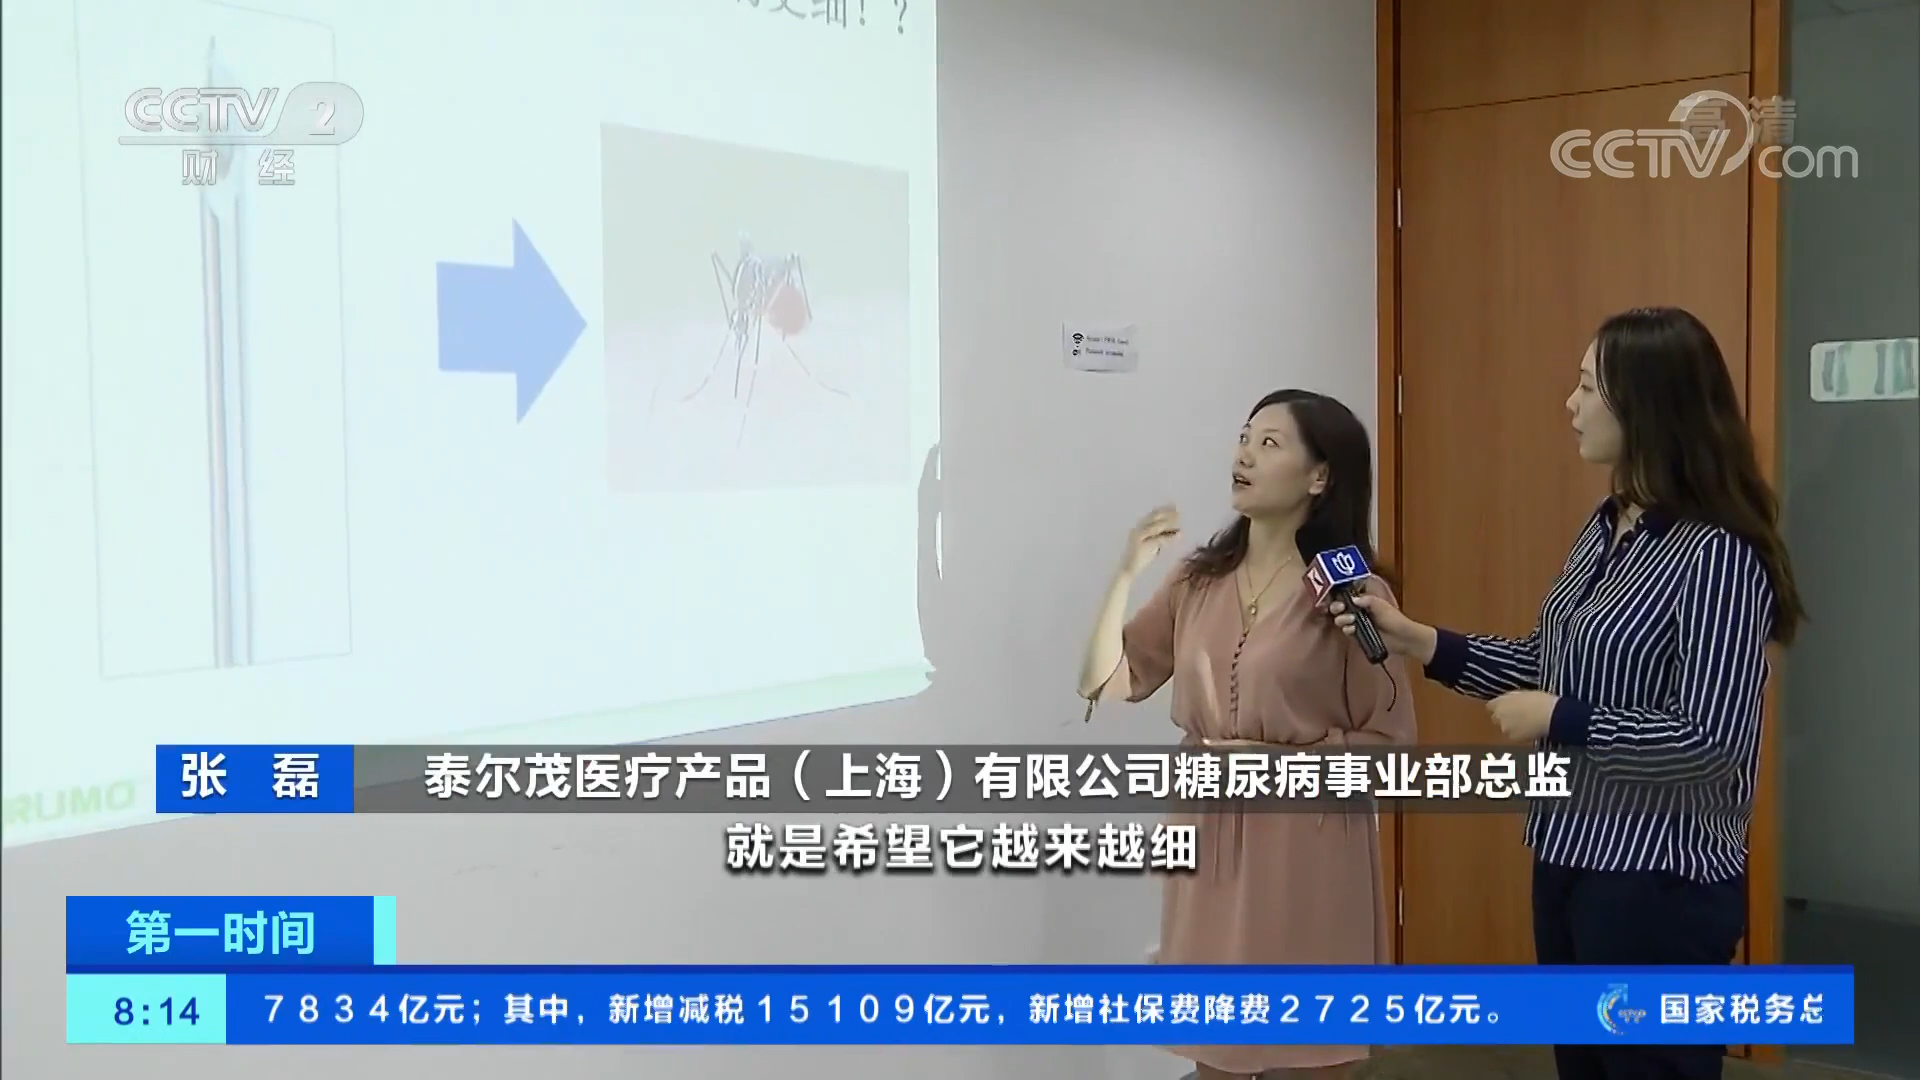 更细！？
CCTV 2
财 经
高清
CCTV.com
RUMO
张 磊
泰尔茂医疗产品（上海）有限公司糖尿病事业部总监
就是希望它越来越细
第一时间
8:14
7834亿元；其中，新增减税15109亿元，新增社保费降费2725亿元。
国家税务总